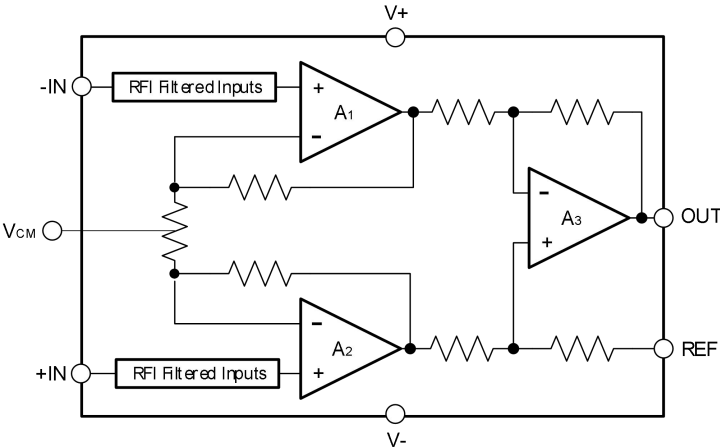 V+
-IN
RFI Filtered Inputs
+
A1
-
VCM
-
A3
+
OUT
-
A2
+
REF
+IN
RFI Filtered Inputs
V-